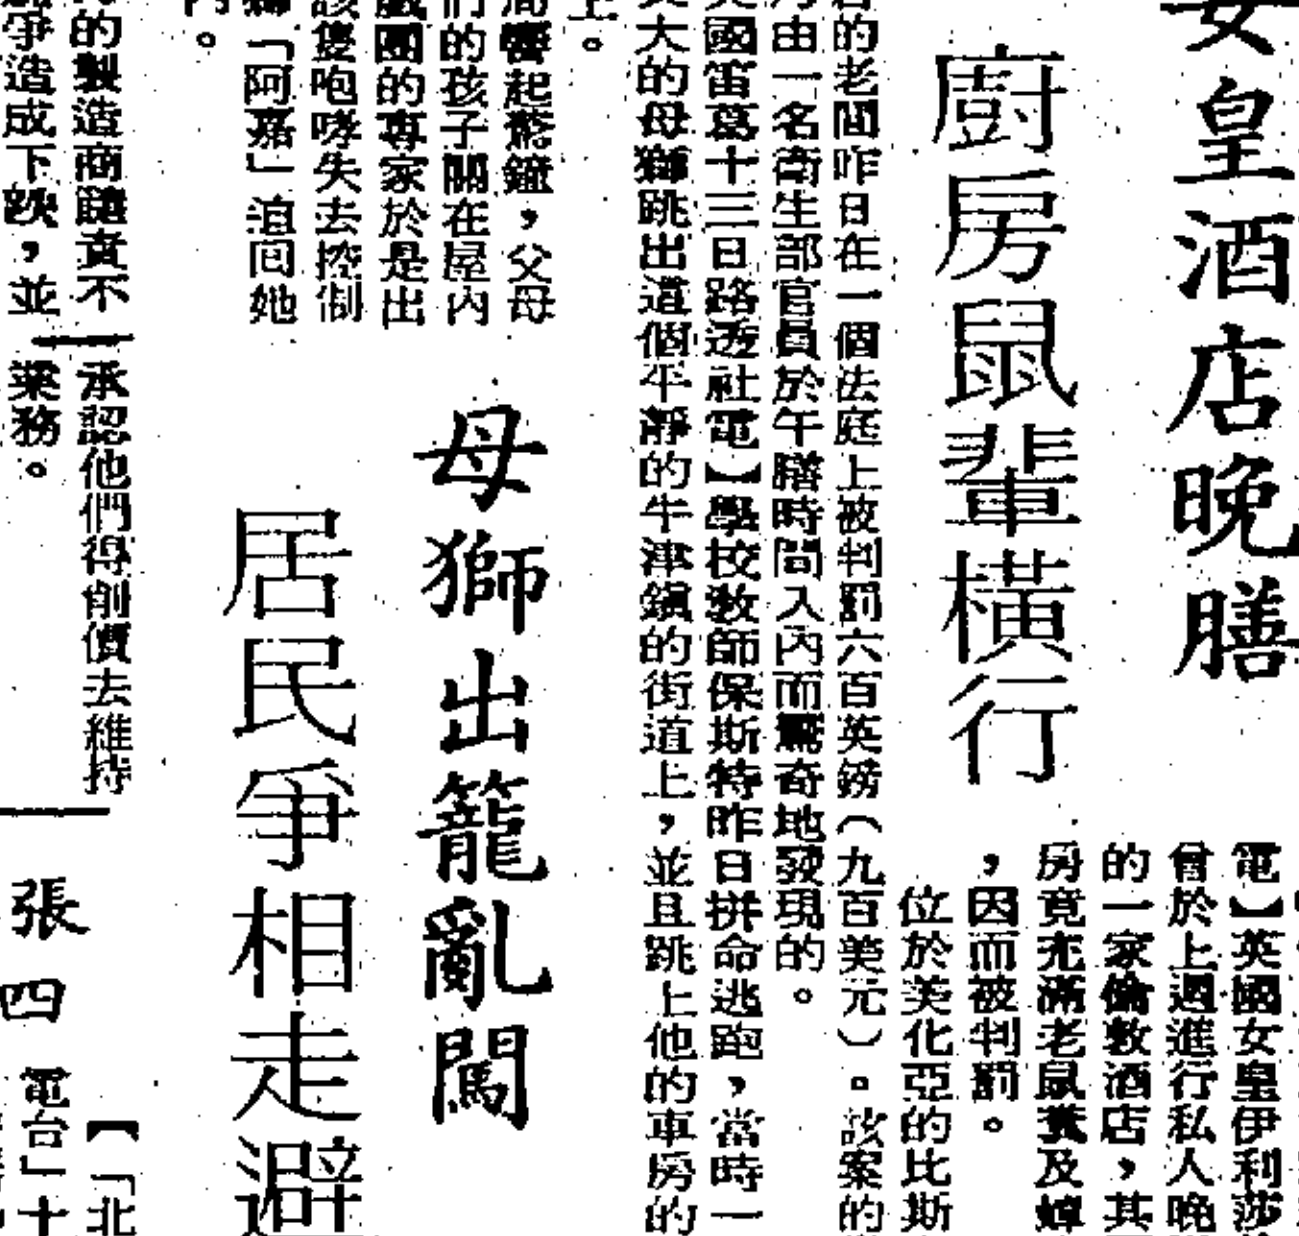 女皇酒店晚膳
廚房鼠輩橫行
電】英國女皇伊利莎
曾於上週進行私人晚
的一家倫敦酒店，其
房竟充滿老鼠糞及蟑
，因而被判罰。
位於美化亞的比斯
的老闆昨日在一個法庭上被判罰六百英鎊（九百美元）。該案的
由一名衛生部官員於午膳時間入內而驚奇地發現的。
國笛葛十三日路透社電】學校教師保斯特昨日拼命逃跑，當時一
大的母獅跳出這個平靜的牛津鎮的街道上，並且跳上他的車房的
上。
母獅出籠亂闖
居民爭相走避
響起驚鐘，父母
們的孩子關在屋內
團的專家於是出
該隻咆哮失去控制
獅「阿嘉」追回她
內。
的製造商購賣不
爭造成下跌，並
承認他們得削價去維持
業務。
張四
【「北
電台」十